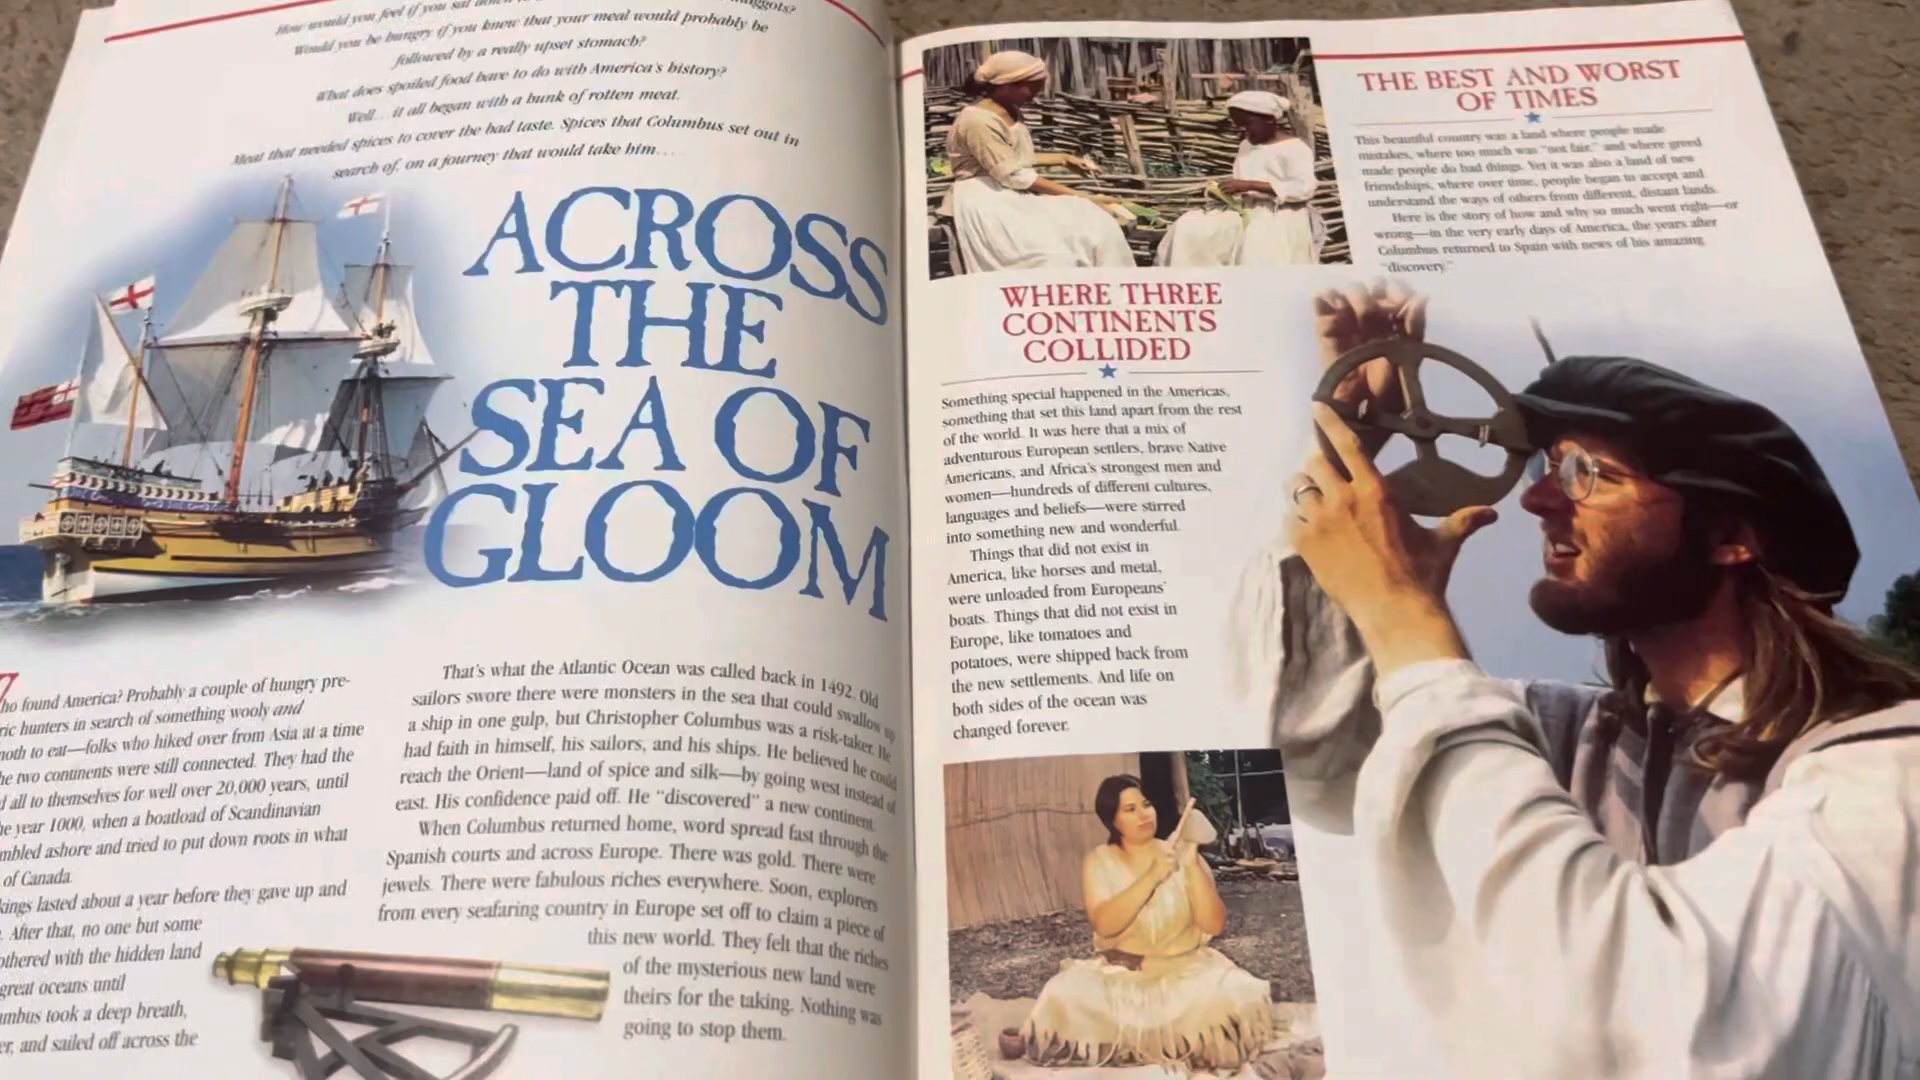 How would you feel if you sat
maggots?
Would you be hungry if you knew that your meal would probably be
followed by a really upset stomach?
What does spoiled food have to do with America's history?
Well... it all began with a hunk of rotten meat.
Meat that needed spices to cover the bad taste. Spices that Columbus set out in
search of, on a journey that would take him....
ACROSS
THE
SEA OF
GLOOM
ho found America? Probably a couple of hungry pre-
ric hunters in search of something wooly and
moth to eat—folks who hiked over from Asia at a time
he two continents were still connected. They had the
d all to themselves for well over 20,000 years, until
he year 1000, when a boatload of Scandinavian
mbled ashore and tried to put down roots in what
of Canada.
kings lasted about a year before they gave up and
. After that, no one but some
othered with the hidden land
great oceans until
umbus took a deep breath,
er, and sailed off across the
That's what the Atlantic Ocean was called back in 1492. Old
sailors swore there were monsters in the sea that could swallow up
a ship in one gulp, but Christopher Columbus was a risk-taker. He
had faith in himself, his sailors, and his ships. He believed he could
reach the Orient—land of spice and silk—by going west instead of
east. His confidence paid off. He "discovered" a new continent.
When Columbus returned home, word spread fast through the
Spanish courts and across Europe. There was gold. There were
jewels. There were fabulous riches everywhere. Soon, explorers
from every seafaring country in Europe set off to claim a piece of
this new world. They felt that the riches
of the mysterious new land were
theirs for the taking. Nothing was
going to stop them.
THE BEST AND WORST
OF TIMES
This beautiful country was a land where people made
mistakes, where too much was "not fair," and where greed
made people do bad things. Yet it was also a land of new
friendships, where over time, people began to accept and
understand the ways of others from different, distant lands.
Here is the story of how and why so much went right—or
wrong—in the very early days of America, the years after
Columbus returned to Spain with news of his amazing
"discovery."
WHERE THREE
CONTINENTS
COLLIDED
Something special happened in the Americas,
something that set this land apart from the rest
of the world. It was here that a mix of
adventurous European settlers, brave Native
Americans, and Africa's strongest men and
women—hundreds of different cultures,
languages and beliefs—were stirred
into something new and wonderful.
Things that did not exist in
America, like horses and metal,
were unloaded from Europeans'
boats. Things that did not exist in
Europe, like tomatoes and
potatoes, were shipped back from
the new settlements. And life on
both sides of the ocean was
changed forever.